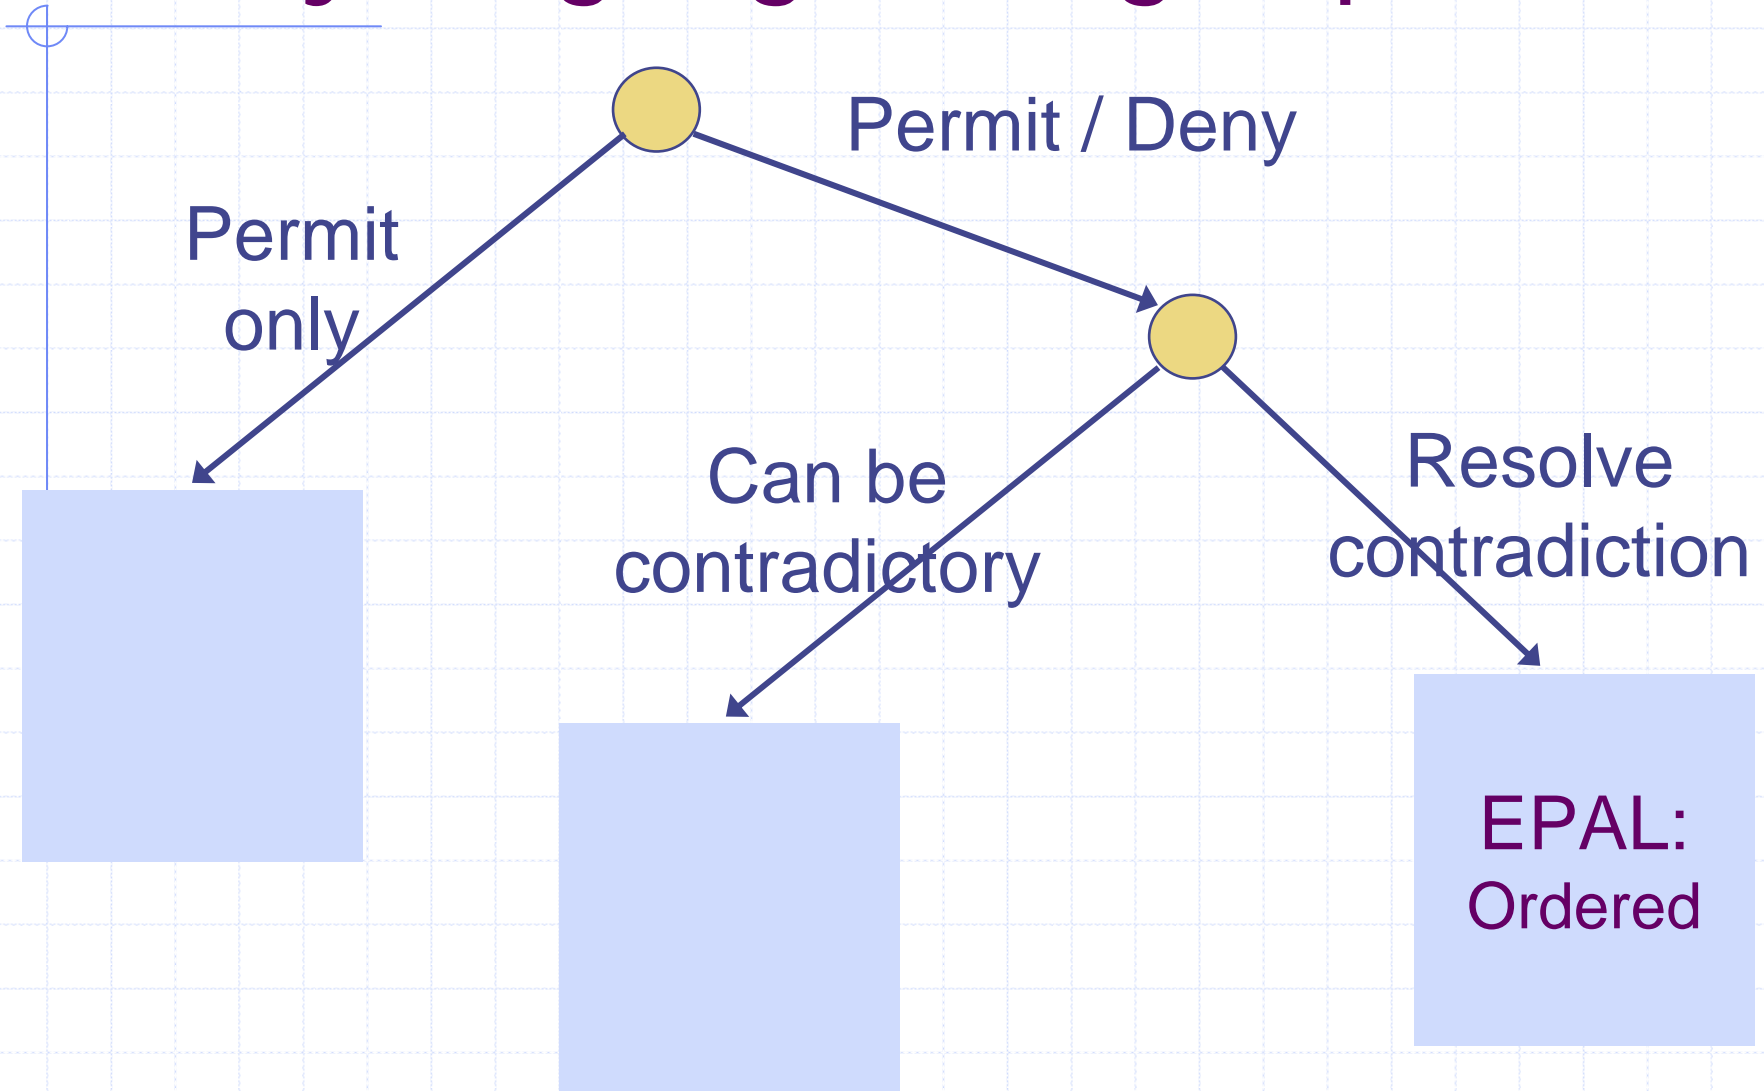 Permit / Deny
Permit
only
Can be
contradictory
Resolve
contradiction
EPAL:
Ordered